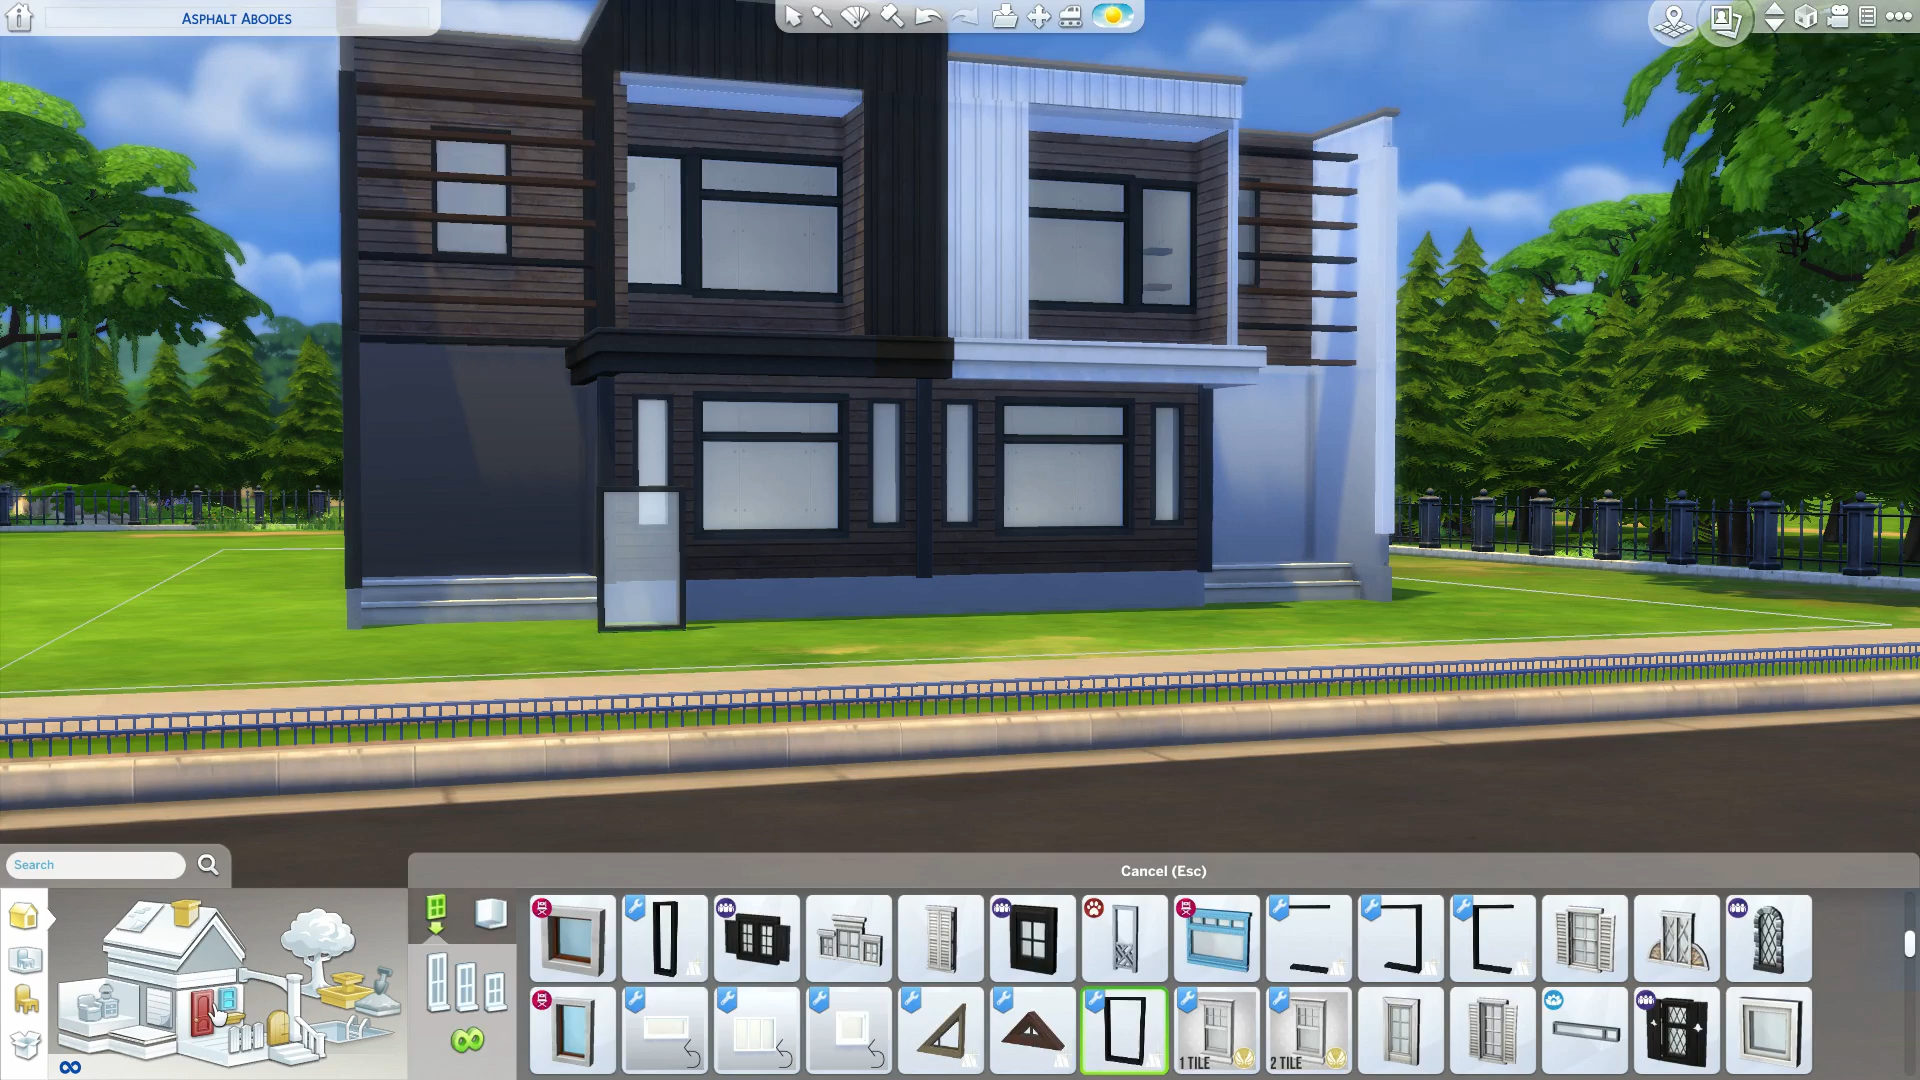 ASPHALT ABODES
Search
Cancel (Esc)
1 TILE
2 TILE